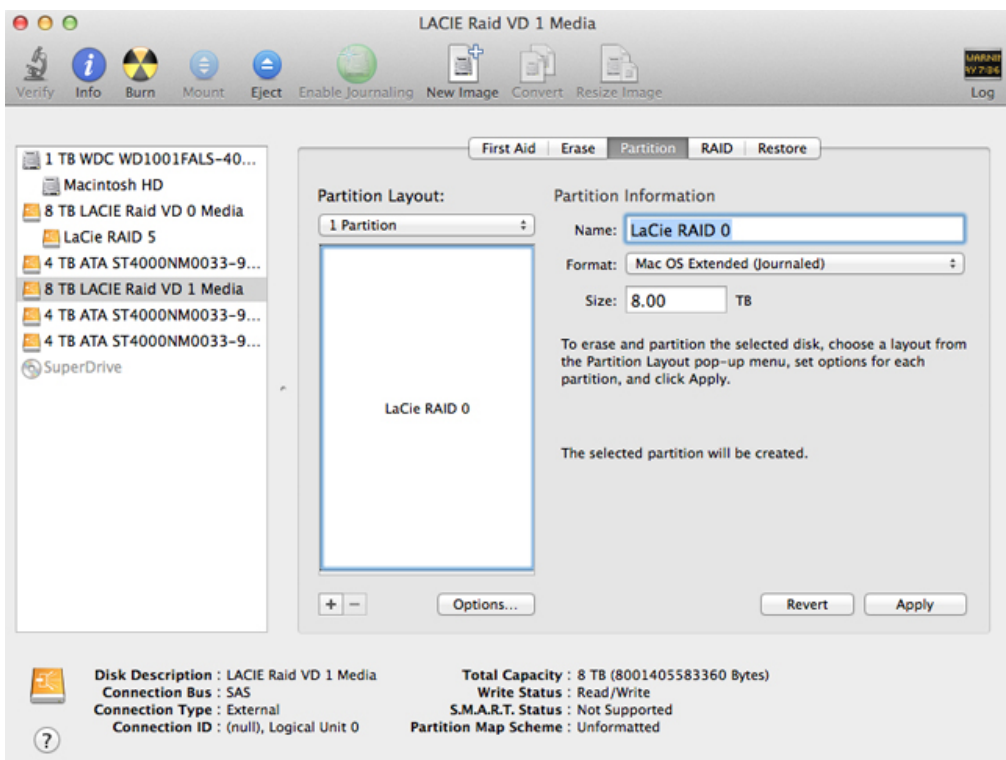 LACIE Raid VD 1 Media
Verify Info Burn Mount Eject Enable Journaling New Image Convert Resize Image Log
WARNIN
AY 7:36
1 TB WDC WD1001FALS-40...
Macintosh HD
8 TB LACIE Raid VD 0 Media
LaCie RAID 5
4 TB ATA ST4000NM0033-9...
8 TB LACIE Raid VD 1 Media
4 TB ATA ST4000NM0033-9...
4 TB ATA ST4000NM0033-9...
SuperDrive
First Aid Erase Partition RAID Restore
Partition Layout:
1 Partition
LaCie RAID 0
+ −
Options...
Partition Information
Name: LaCie RAID 0
Format: Mac OS Extended (Journaled)
Size: 8.00 TB
To erase and partition the selected disk, choose a layout from
the Partition Layout pop-up menu, set options for each
partition, and click Apply.
The selected partition will be created.
Revert Apply
Disk Description : LACIE Raid VD 1 Media
Connection Bus : SAS
Connection Type : External
Connection ID : (null), Logical Unit 0
Total Capacity : 8 TB (8001405583360 Bytes)
Write Status : Read/Write
S.M.A.R.T. Status : Not Supported
Partition Map Scheme : Unformatted
?